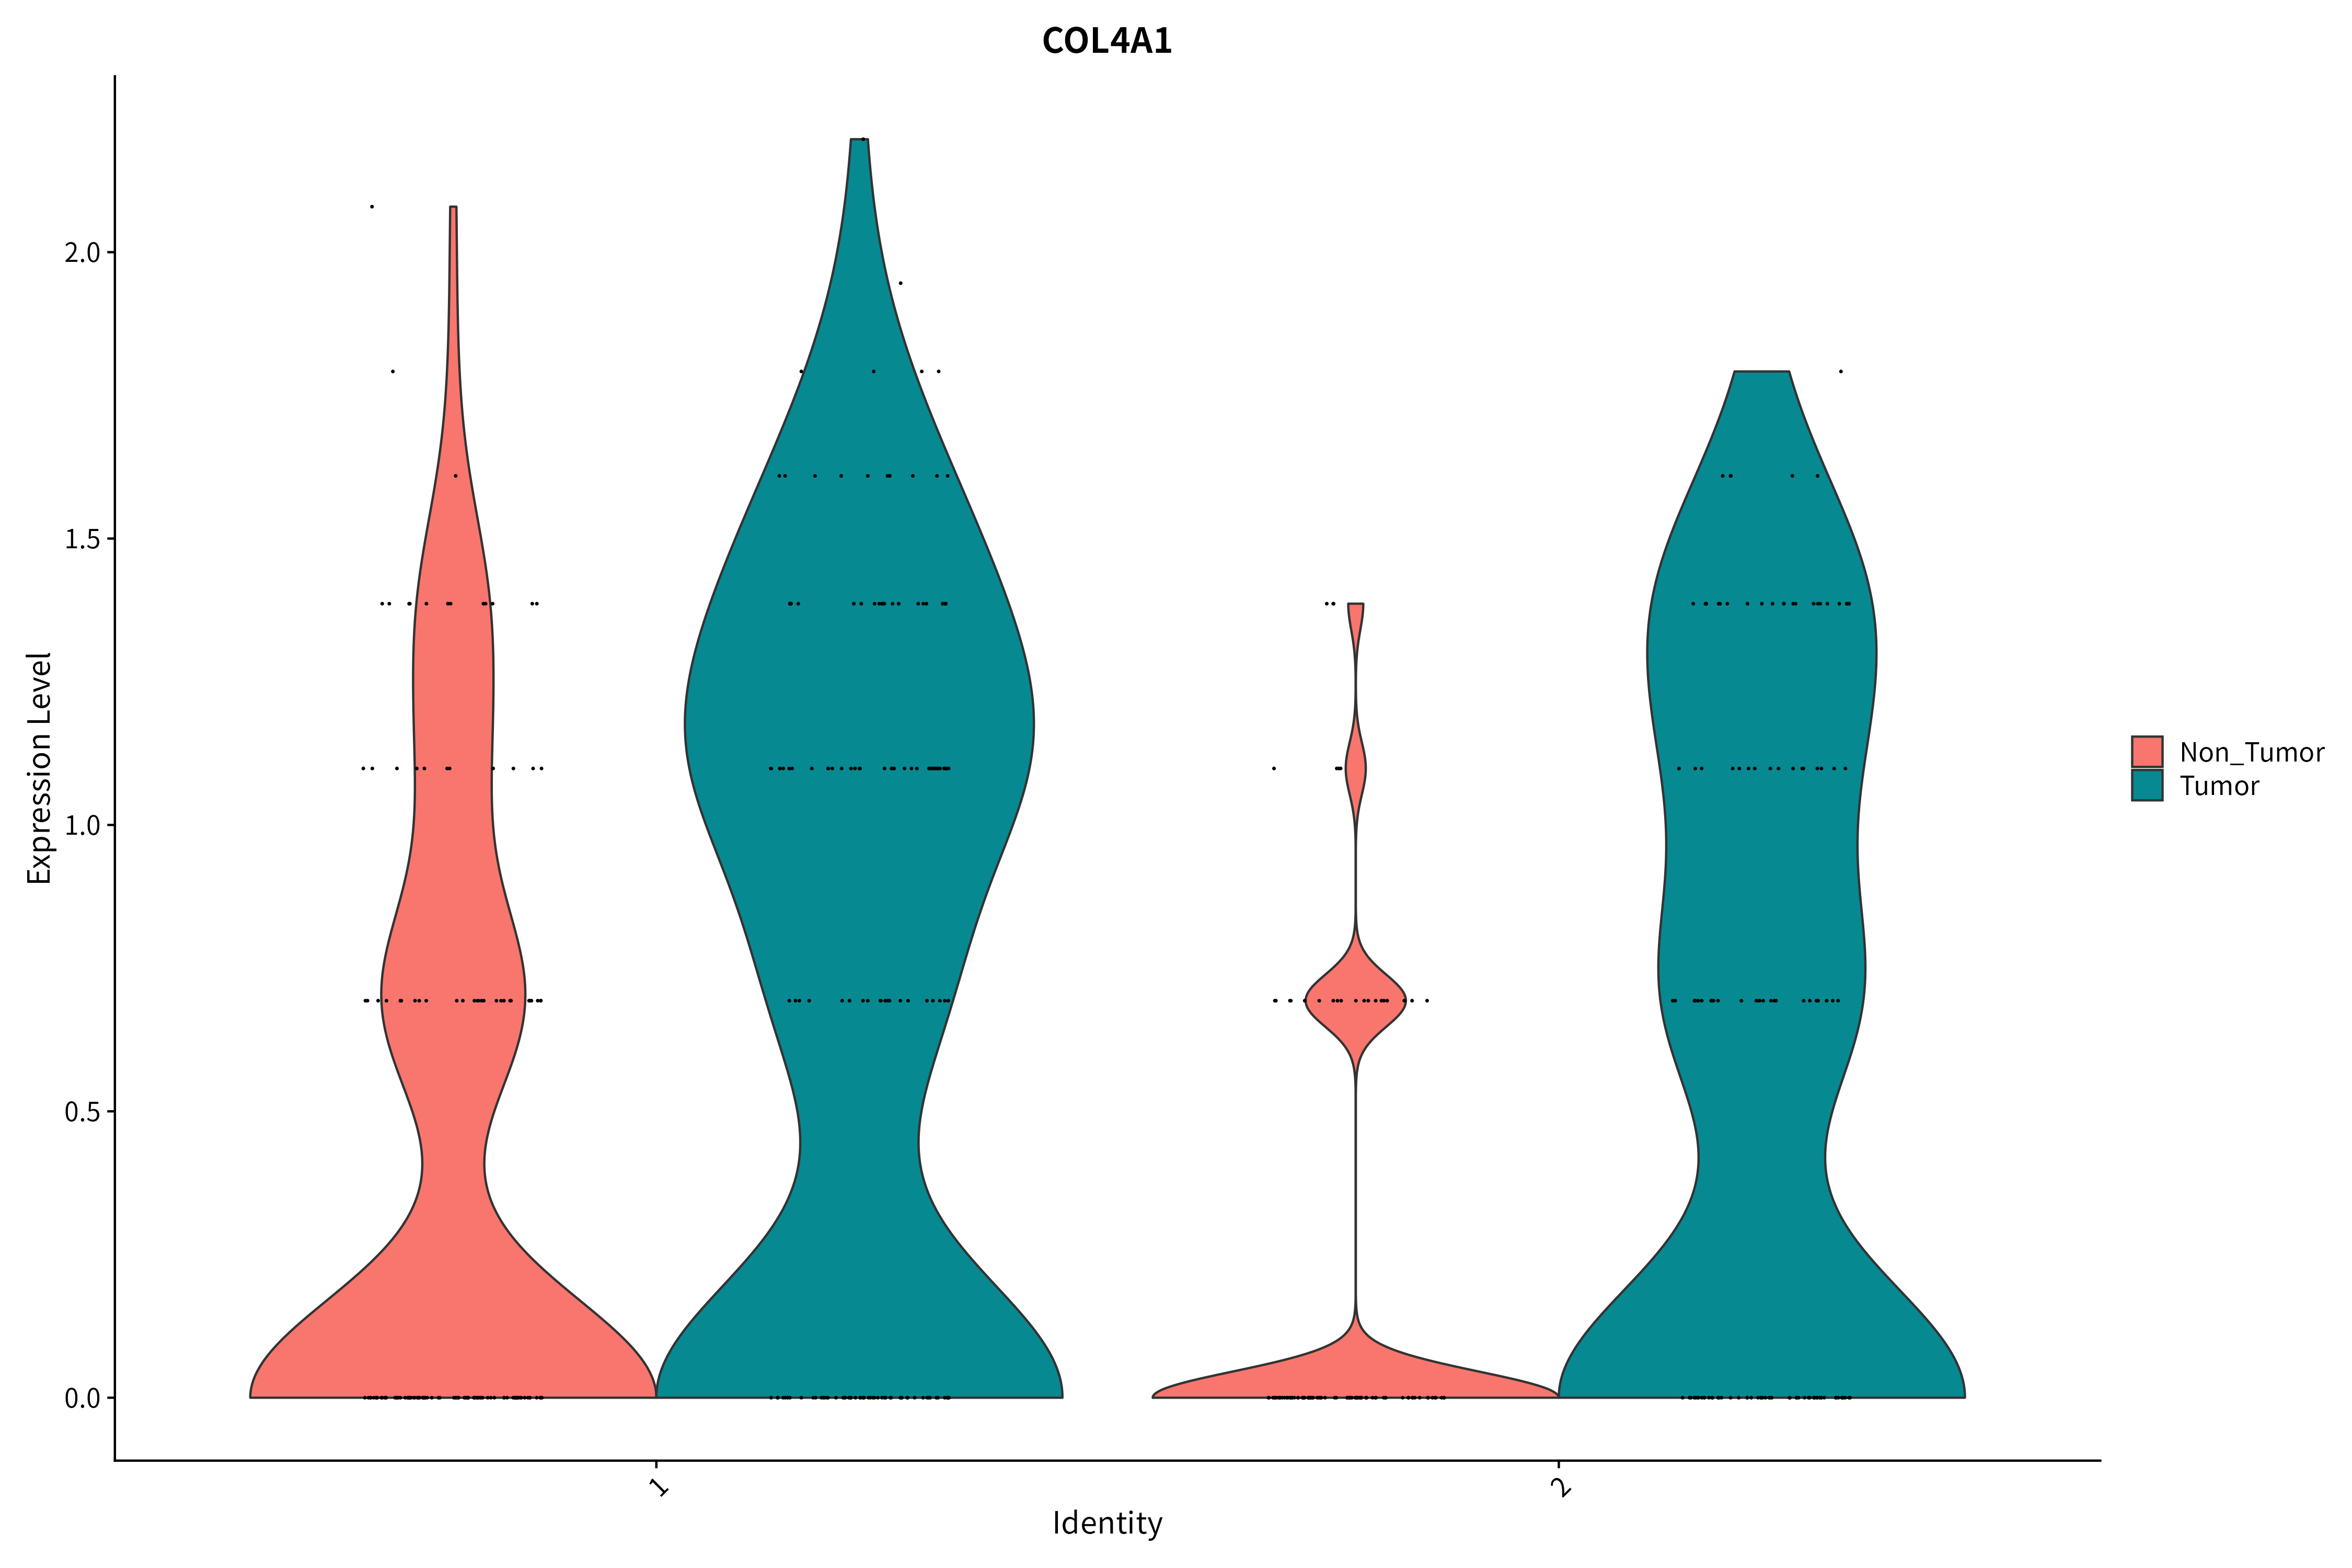 COL4A1
Expression Level
2.0
1.5
1.0
0.5
0.0
1
2
Identity
Non_Tumor
Tumor